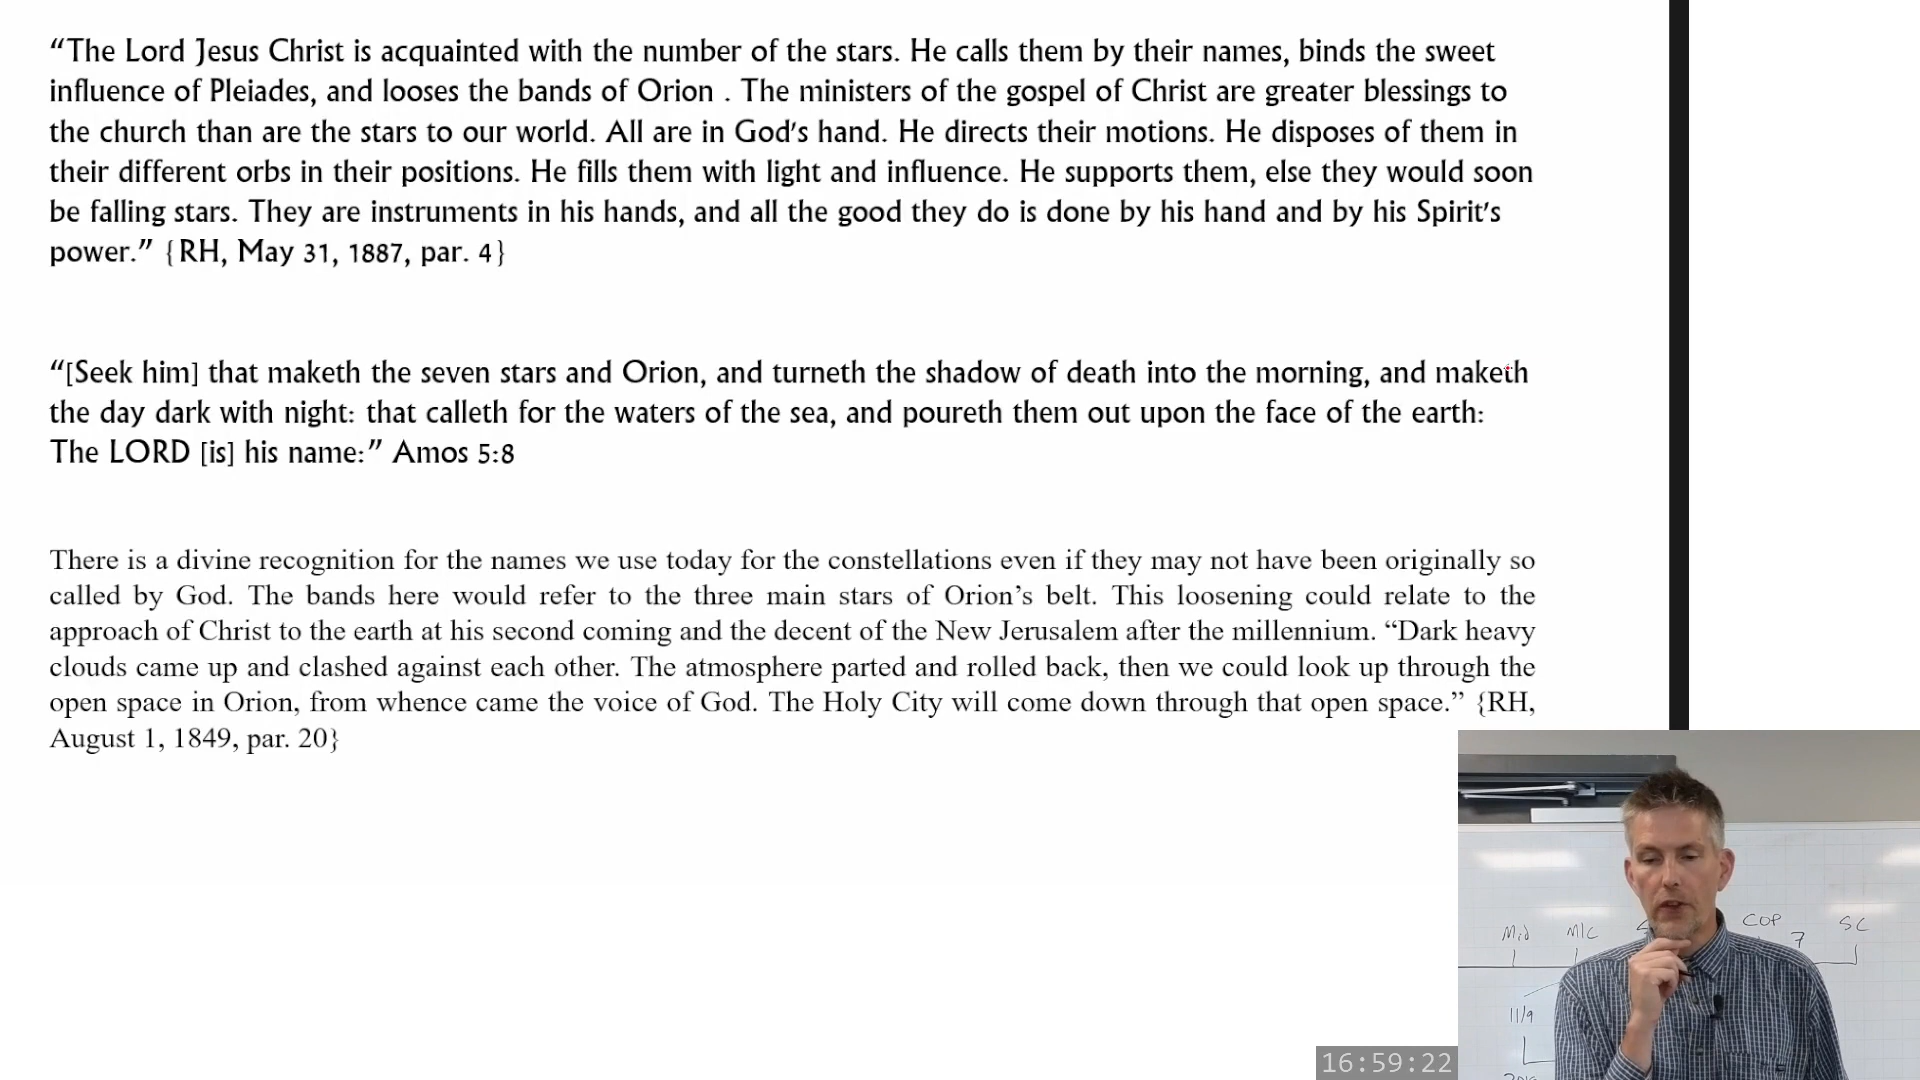 “The Lord Jesus Christ is acquainted with the number of the stars. He calls them by their names, binds the sweet
influence of Pleiades, and looses the bands of Orion . The ministers of the gospel of Christ are greater blessings to
the church than are the stars to our world. All are in God's hand. He directs their motions. He disposes of them in
their different orbs in their positions. He fills them with light and influence. He supports them, else they would soon
be falling stars. They are instruments in his hands, and all the good they do is done by his hand and by his Spirit's
power.” {RH, May 31, 1887, par. 4}
“[Seek him] that maketh the seven stars and Orion, and turneth the shadow of death into the morning, and maketh
the day dark with night: that calleth for the waters of the sea, and poureth them out upon the face of the earth:
The LORD [is] his name:” Amos 5:8
There is a divine recognition for the names we use today for the constellations even if they may not have been originally so
called by God. The bands here would refer to the three main stars of Orion’s belt. This loosening could relate to the
approach of Christ to the earth at his second coming and the decent of the New Jerusalem after the millennium. “Dark heavy
clouds came up and clashed against each other. The atmosphere parted and rolled back, then we could look up through the
open space in Orion, from whence came the voice of God. The Holy City will come down through that open space.” {RH,
August 1, 1849, par. 20}
COP
Mid MIC 7 SC
11/9
16:59:22